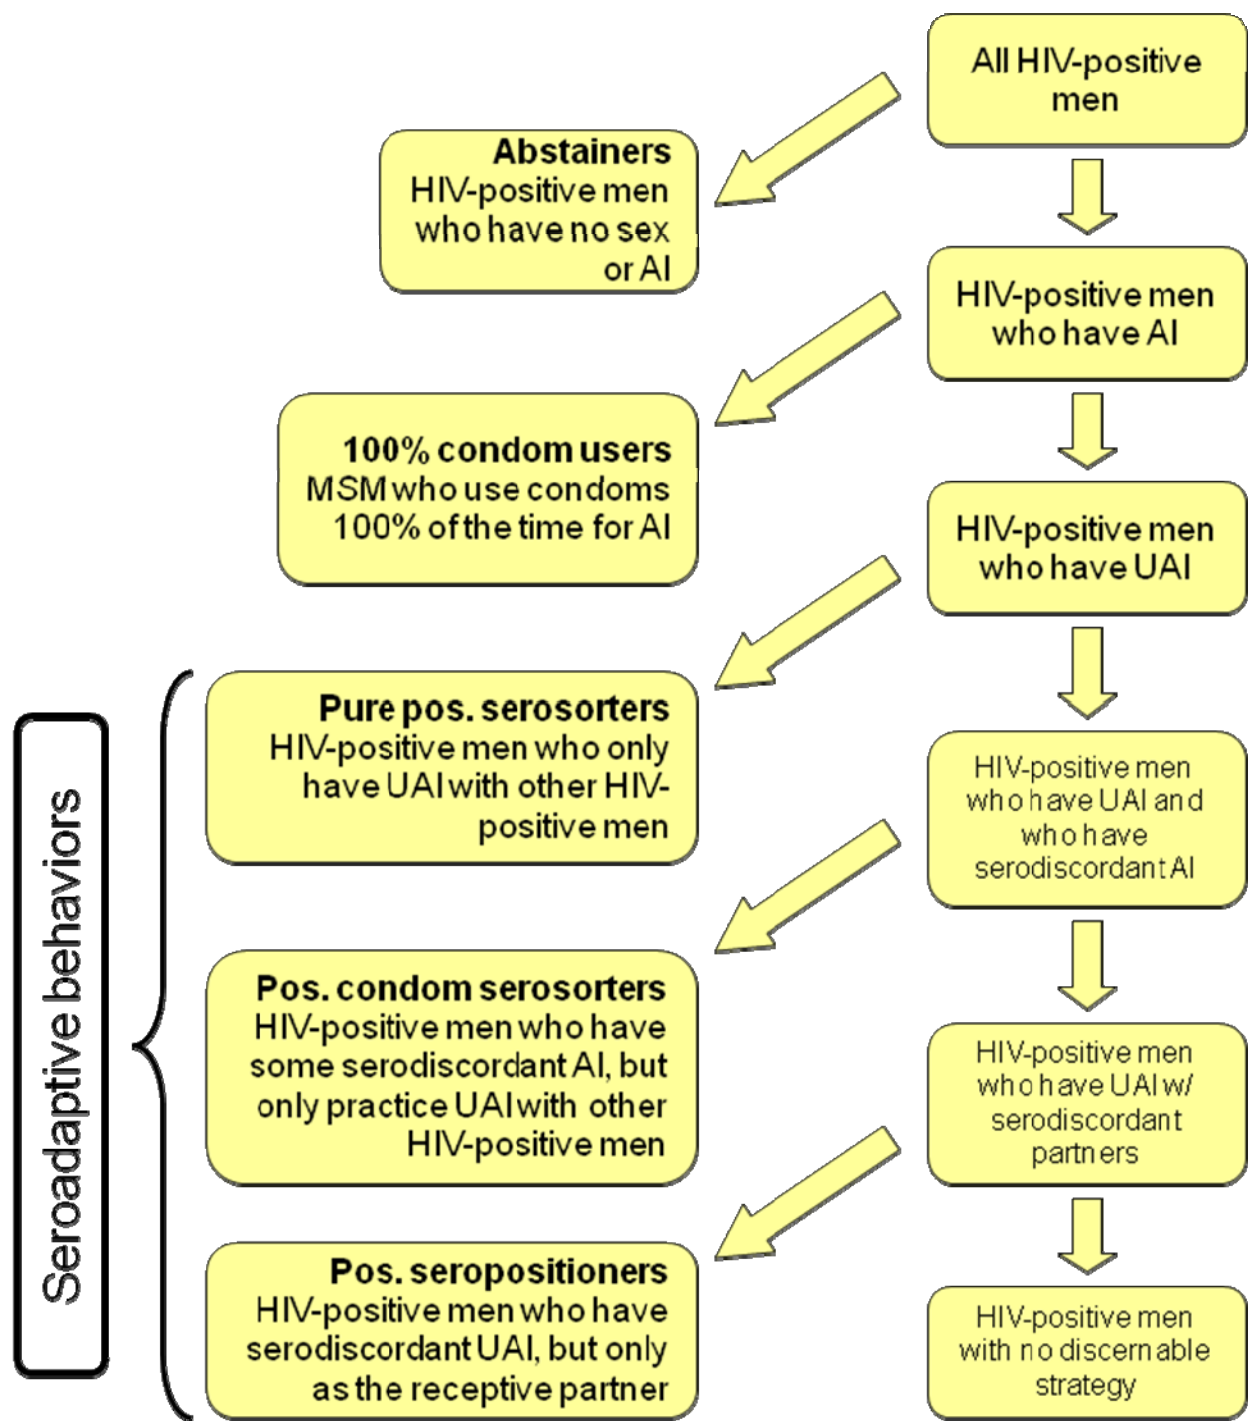 All HIV-positive
men
Abstainers
HIV-positive men
who have no sex
or AI
HIV-positive men
who have AI
100% condom users
MSM who use condoms
100% of the time for AI
HIV-positive men
who have UAI
Pure pos. serosorters
HIV-positive men who only
have UAI with other HIV-
positive men
HIV-positive men
who have UAI and
who have
serodiscordant AI
Pos. condom serosorters
HIV-positive men who have
some serodiscordant AI, but
only practice UAI with other
HIV-positive men
HIV-positive men
who have UAI w/
serodiscordant
partners
Pos. seropositioners
HIV-positive men who have
serodiscordant UAI, but only
as the receptive partner
HIV-positive men
with no discernable
strategy
Seroadaptive behaviors